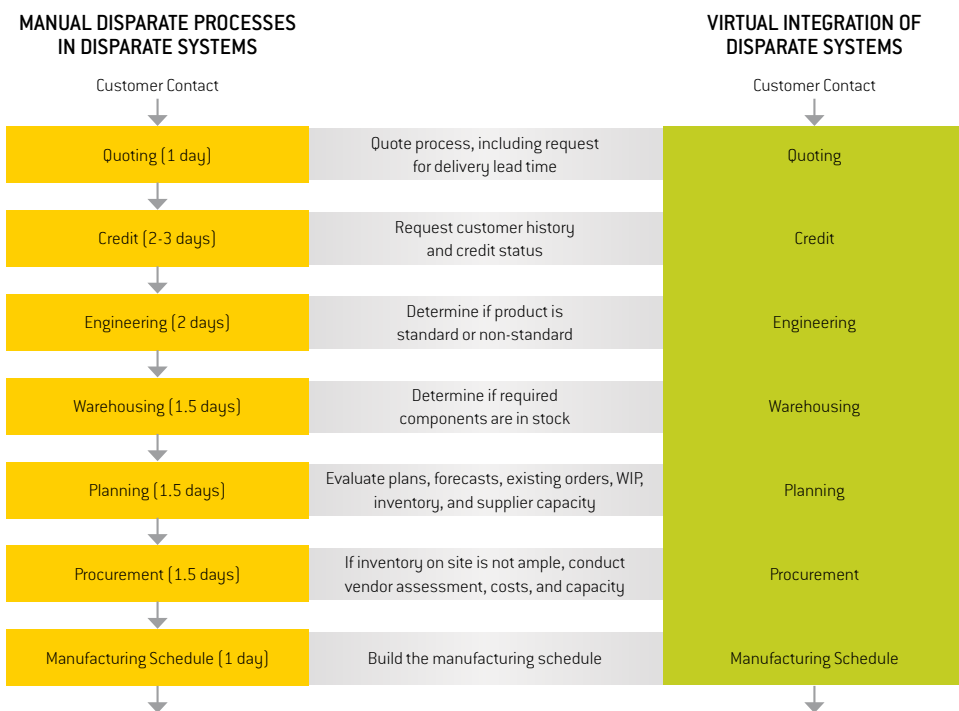 MANUAL DISPARATE PROCESSES
IN DISPARATE SYSTEMS
VIRTUAL INTEGRATION OF
DISPARATE SYSTEMS
Customer Contact
Customer Contact
Quoting (1 day)
Quote process, including request
for delivery lead time
Quoting
Credit (2-3 days)
Request customer history
and credit status
Credit
Engineering (2 days)
Determine if product is
standard or non-standard
Engineering
Warehousing (1.5 days)
Determine if required
components are in stock
Warehousing
Planning (1.5 days)
Evaluate plans, forecasts, existing orders, WIP,
inventory, and supplier capacity
Planning
Procurement (1.5 days)
If inventory on site is not ample, conduct
vendor assessment, costs, and capacity
Procurement
Manufacturing Schedule (1 day)
Build the manufacturing schedule
Manufacturing Schedule